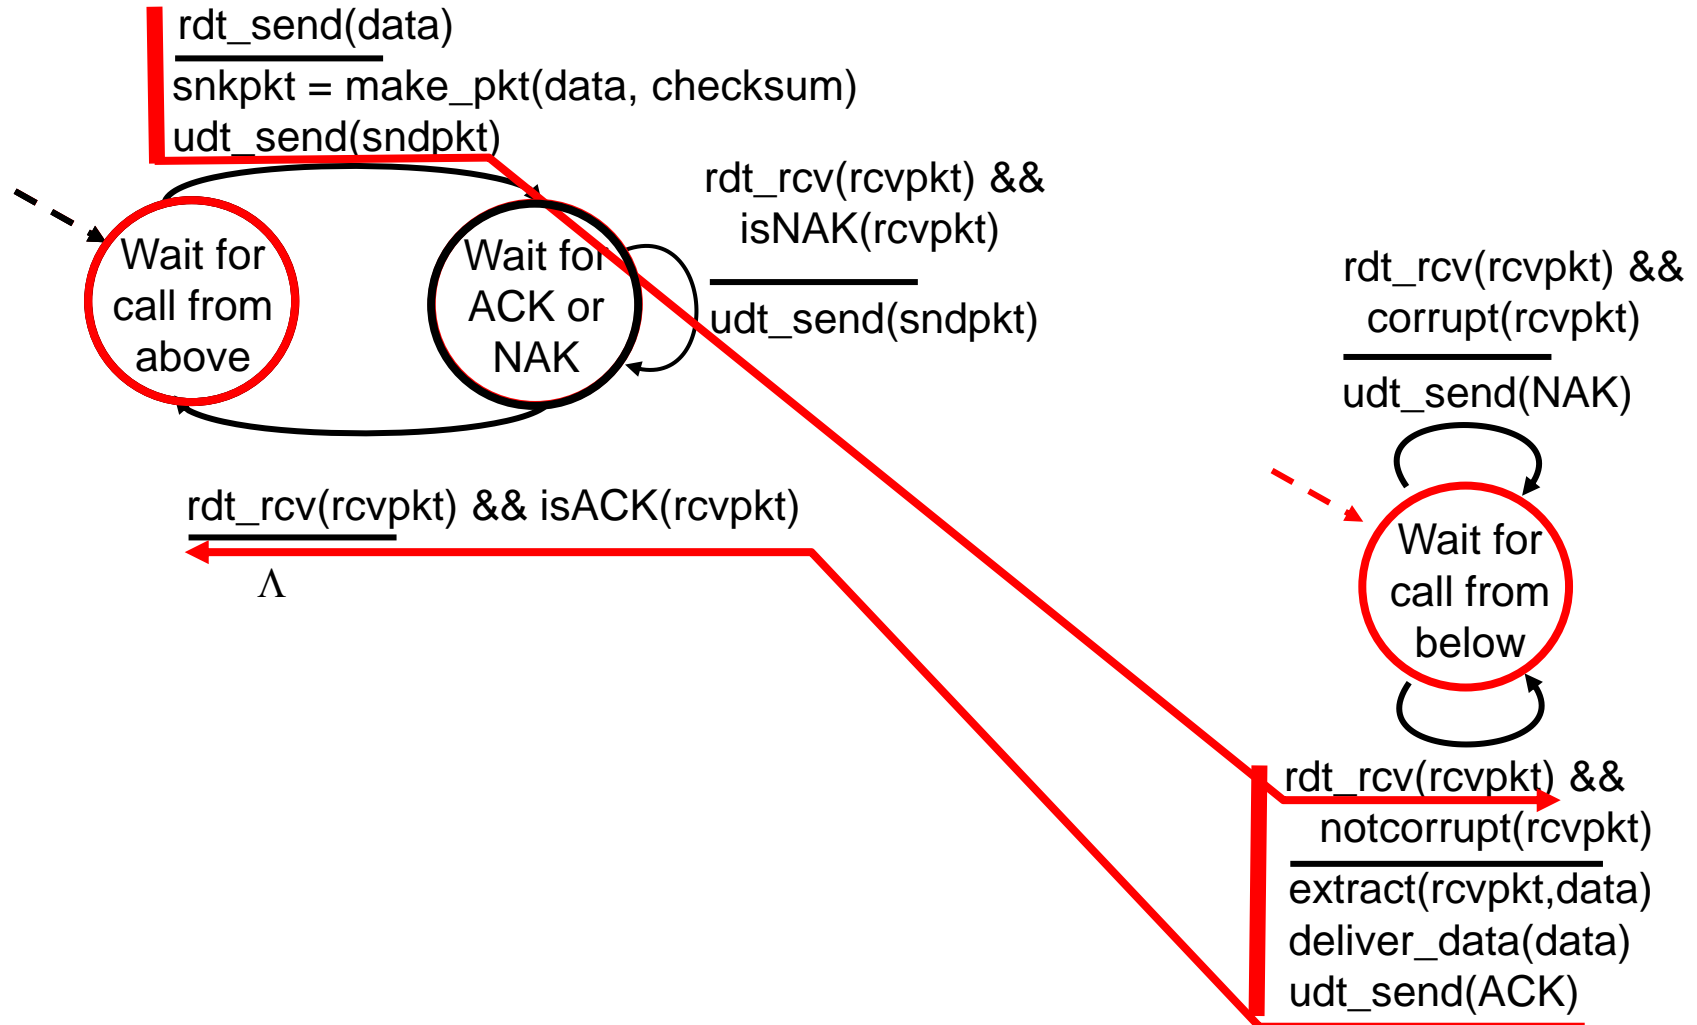 rdt_send(data)
snkpkt = make_pkt(data, checksum)
udt_send(sndpkt)
Wait for
call from
above
Wait for
ACK or
NAK
rdt_rcv(rcvpkt) &&
isNAK(rcvpkt)
udt_send(sndpkt)
rdt_rcv(rcvpkt) && isACK(rcvpkt)
Λ
rdt_rcv(rcvpkt) &&
corrupt(rcvpkt)
udt_send(NAK)
Wait for
call from
below
rdt_rcv(rcvpkt) &&
notcorrupt(rcvpkt)
extract(rcvpkt,data)
deliver_data(data)
udt_send(ACK)